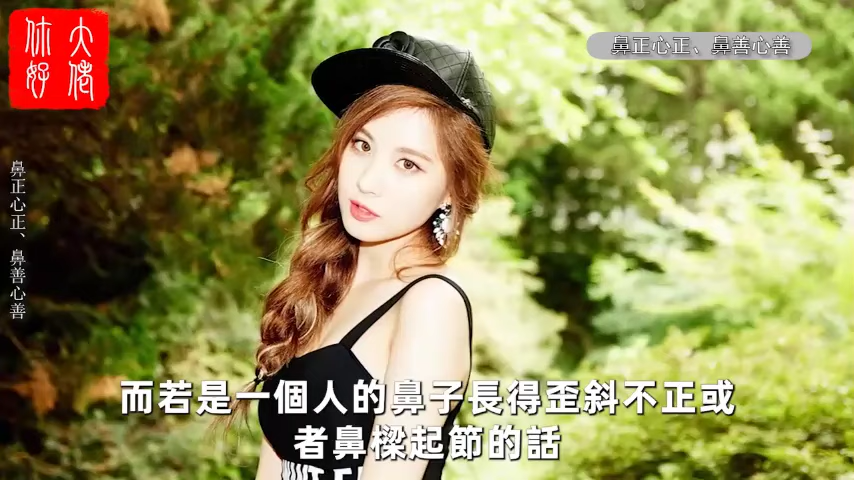 大佬
你好
鼻正心正、鼻善心善
鼻正心正、鼻善心善
而若是一個人的鼻子長得歪斜不正或
者鼻樑起節的話